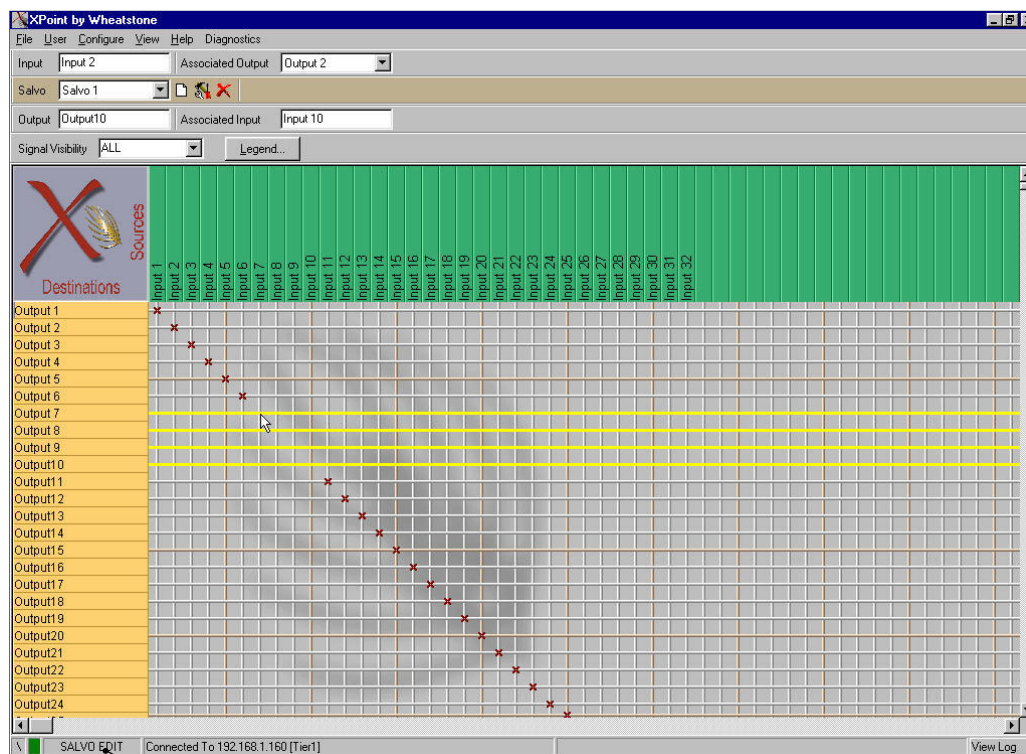 XPoint by Wheatstone
File User Configure View Help Diagnostics
Input Input 2 Associated Output Output 2
Salvo Salvo 1
Output Output10 Associated Input Input 10
Signal Visibility ALL Legend...
Sources
Destinations
Input 1
Input 2
Input 3
Input 4
Input 5
Input 6
Input 7
Input 8
Input 9
Input 10
Input 11
Input 12
Input 13
Input 14
Input 15
Input 16
Input 17
Input 18
Input 19
Input 20
Input 21
Input 22
Input 23
Input 24
Input 25
Input 26
Input 27
Input 28
Input 29
Input 30
Input 31
Input 32
Output 1
Output 2
Output 3
Output 4
Output 5
Output 6
Output 7
Output 8
Output 9
Output10
Output11
Output12
Output13
Output14
Output15
Output16
Output17
Output18
Output19
Output20
Output21
Output22
Output23
Output24
\ SALVO EDIT Connected To 192.168.1.160 [Tier1] View Log